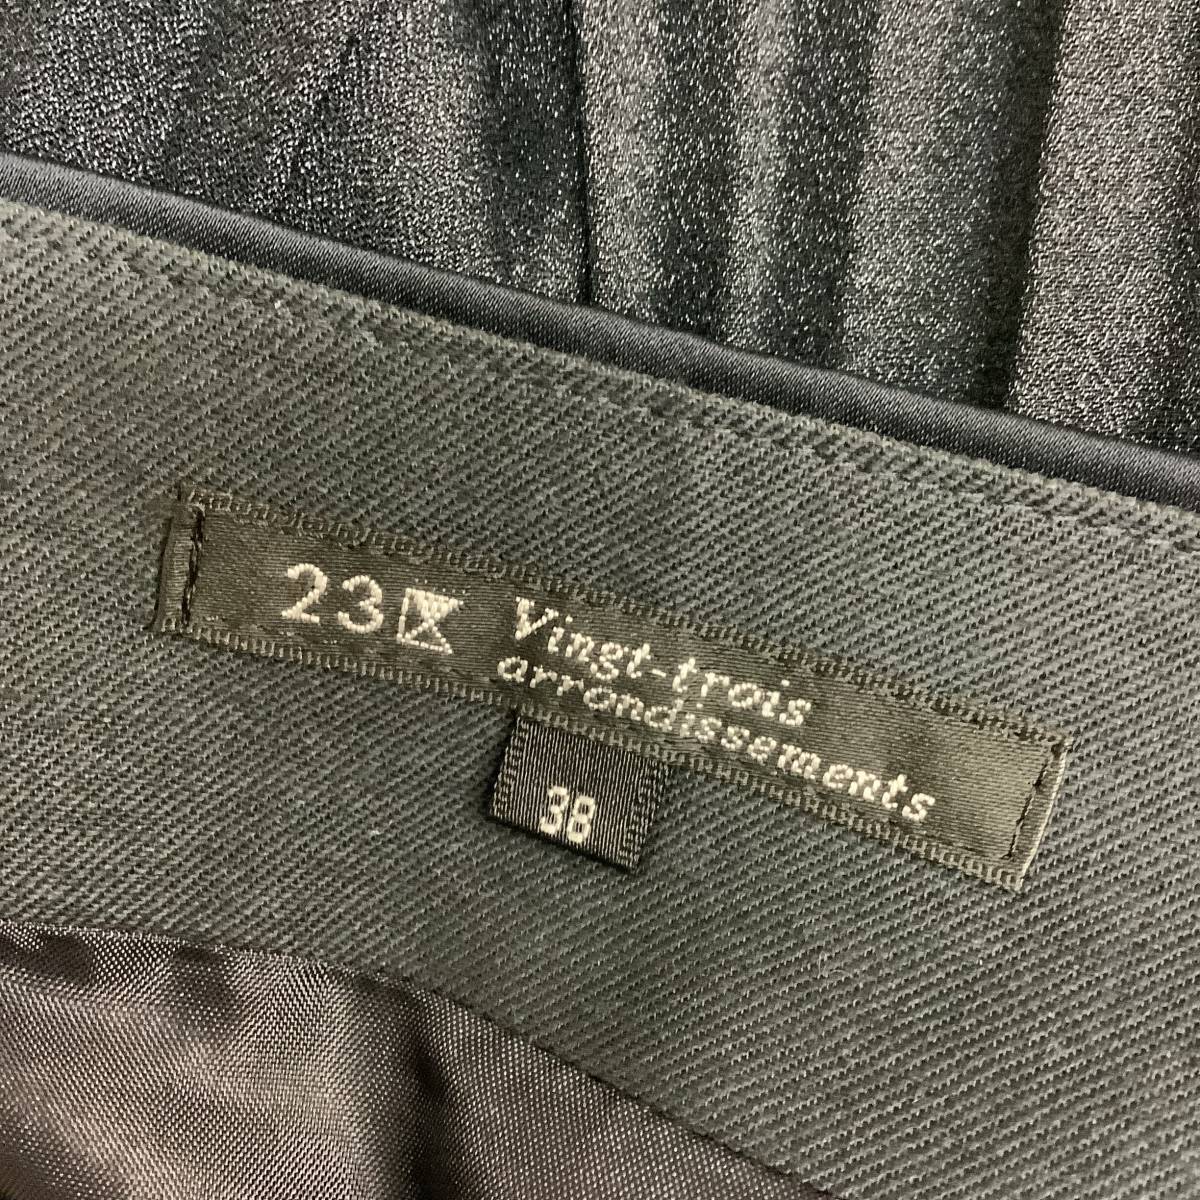 23区 Vingt-trois
arrondissements
38